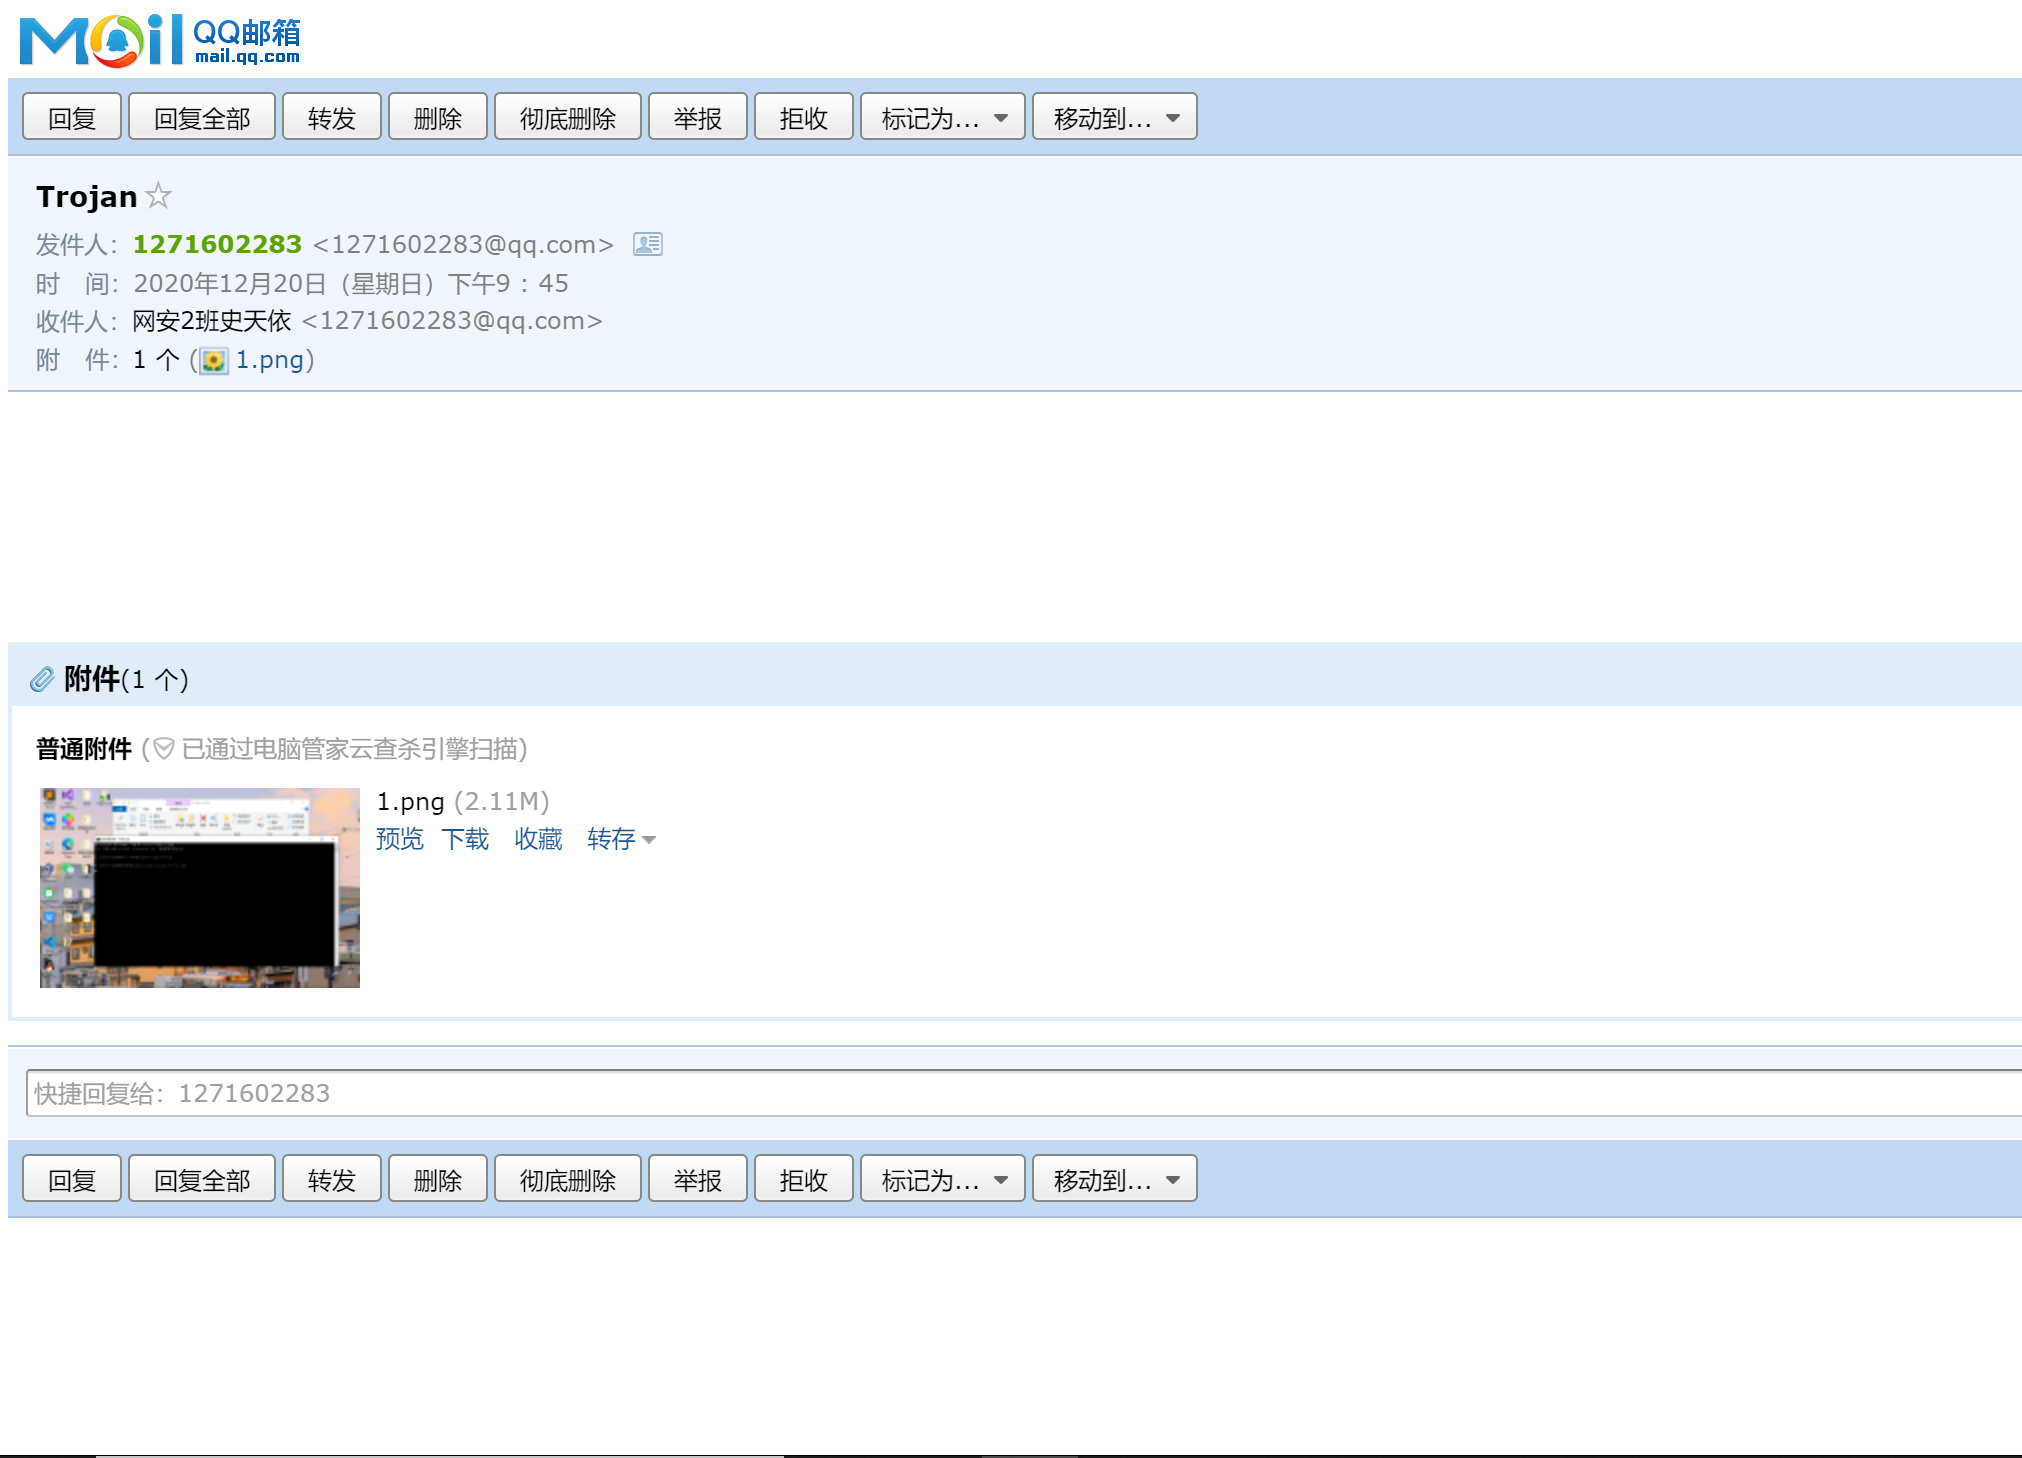 Mail QQ邮箱
mail.qq.com
回复 回复全部 转发 删除 彻底删除 举报 拒收 标记为... 移动到...
Trojan
发件人： 1271602283 <1271602283@qq.com>
时 间： 2020年12月20日（星期日）下午9：45
收件人： 网安2班史天依 <1271602283@qq.com>
附 件： 1 个 (1.png)
附件(1 个)
普通附件 (已通过电脑管家云查杀引擎扫描)
1.png (2.11M)
预览 下载 收藏 转存
快捷回复给：1271602283
回复 回复全部 转发 删除 彻底删除 举报 拒收 标记为... 移动到...